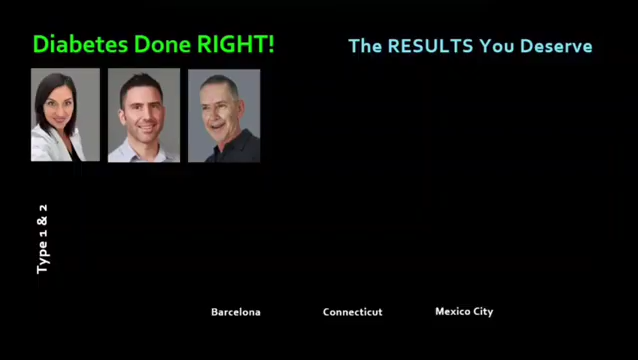 Diabetes Done RIGHT!
The RESULTS You Deserve
Type 1 & 2
Barcelona
Connecticut
Mexico City